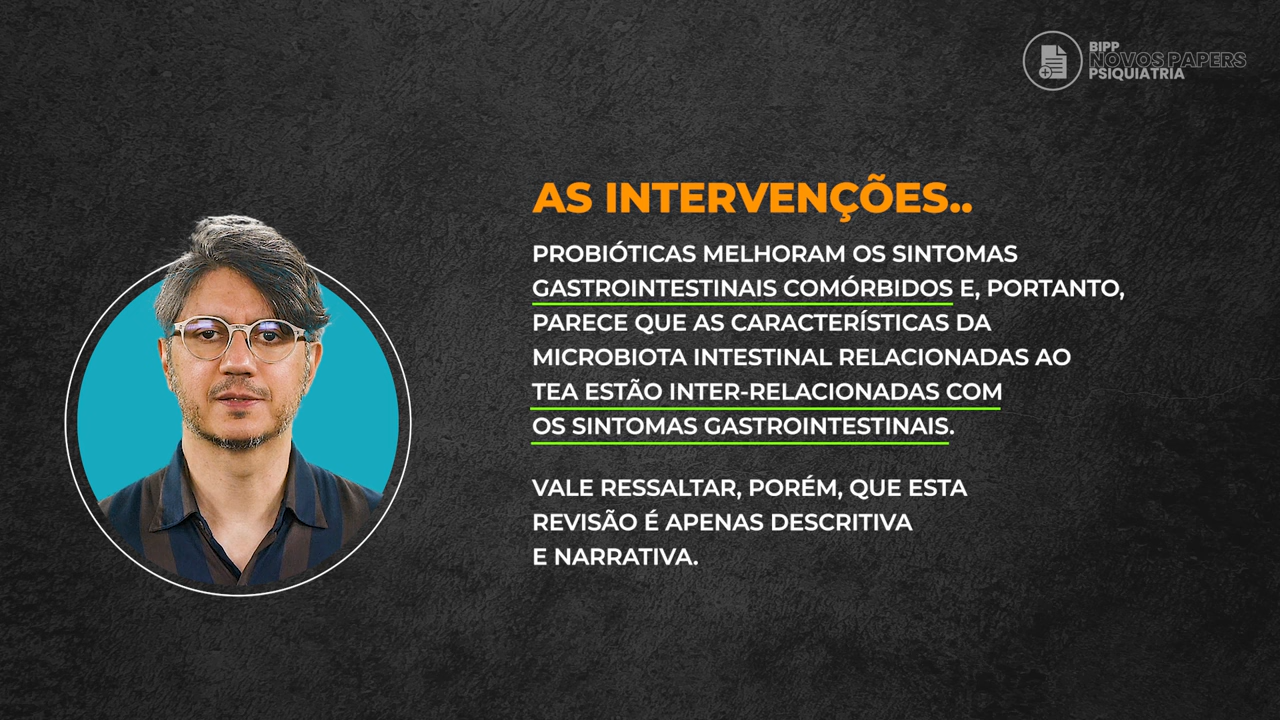 BIPP
NOVOS PAPERS
PSIQUIATRIA
AS INTERVENÇÕES..
PROBIÓTICAS MELHORAM OS SINTOMAS
GASTROINTESTINAIS COMÓRBIDOS E, PORTANTO,
PARECE QUE AS CARACTERÍSTICAS DA
MICROBIOTA INTESTINAL RELACIONADAS AO
TEA ESTÃO INTER-RELACIONADAS COM
OS SINTOMAS GASTROINTESTINAIS.
VALE RESSALTAR, PORÉM, QUE ESTA
REVISÃO É APENAS DESCRITIVA
E NARRATIVA.